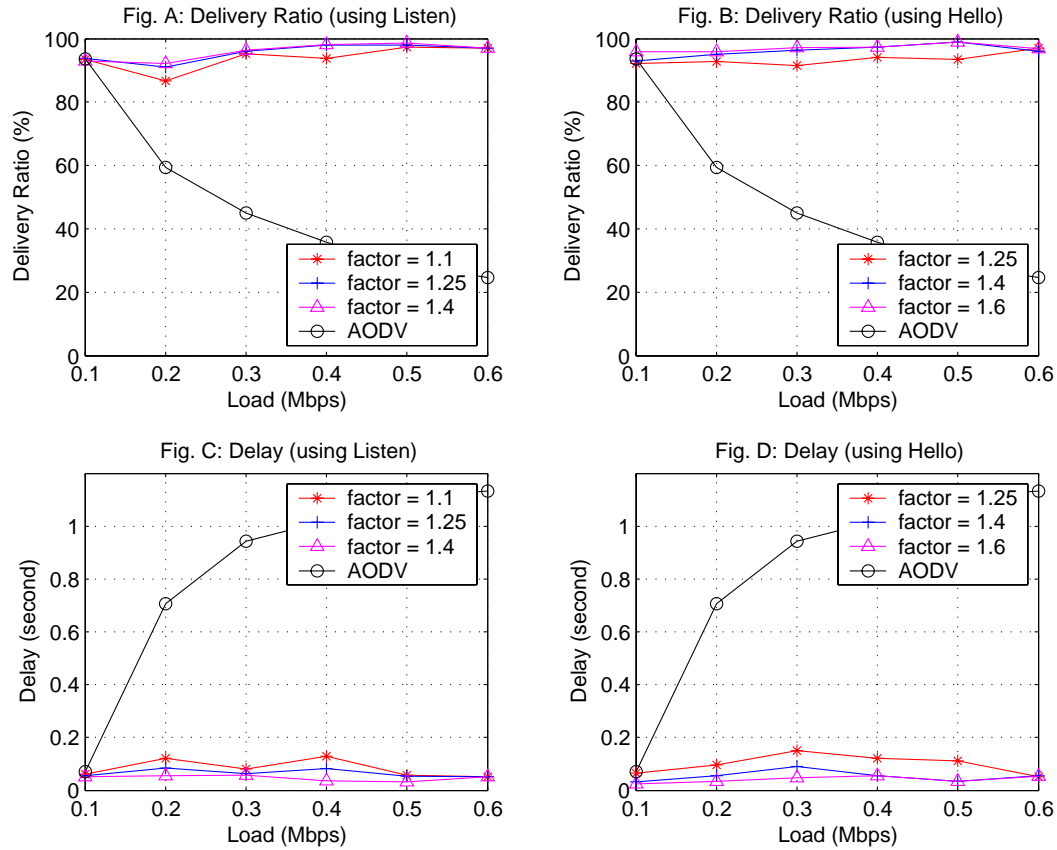 Fig. A: Delivery Ratio (using Listen)
100
80
60
40
20
0
Delivery Ratio (%)
factor = 1.1
factor = 1.25
factor = 1.4
AODV
0.1 0.2 0.3 0.4 0.5 0.6
Load (Mbps)
Fig. B: Delivery Ratio (using Hello)
100
80
60
40
20
0
Delivery Ratio (%)
factor = 1.25
factor = 1.4
factor = 1.6
AODV
0.1 0.2 0.3 0.4 0.5 0.6
Load (Mbps)
Fig. C: Delay (using Listen)
1
0.8
0.6
0.4
0.2
0
Delay (second)
factor = 1.1
factor = 1.25
factor = 1.4
AODV
0.1 0.2 0.3 0.4 0.5 0.6
Load (Mbps)
Fig. D: Delay (using Hello)
1
0.8
0.6
0.4
0.2
0
Delay (second)
factor = 1.25
factor = 1.4
factor = 1.6
AODV
0.1 0.2 0.3 0.4 0.5 0.6
Load (Mbps)